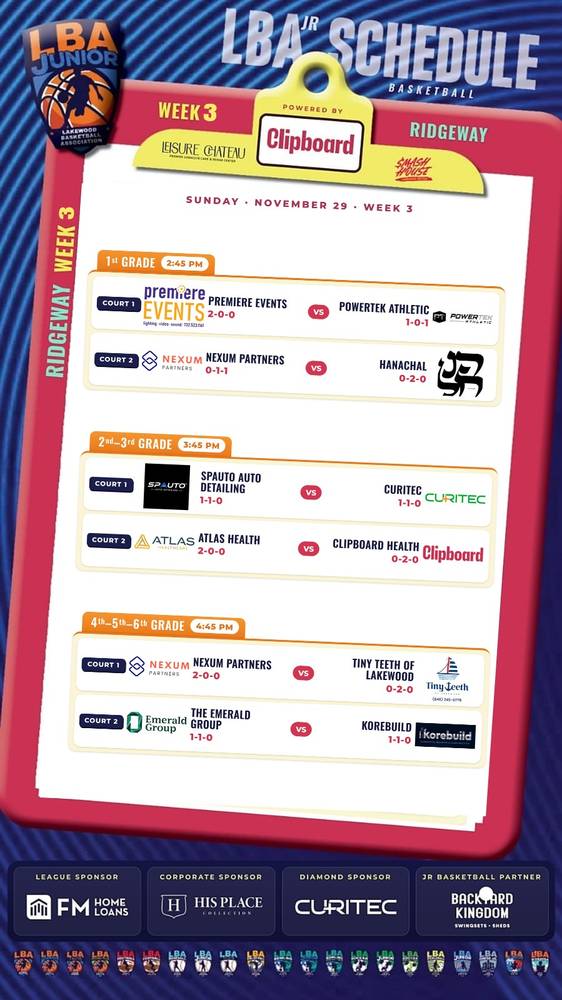 LBA JR SCHEDULE
BASKETBALL
LBA
JUNIOR
LAKEWOOD
BASKETBALL
ASSOCIATION
WEEK 3
POWERED BY
Clipboard
RIDGEWAY
LEISURE CHATEAU
SMASH
HOUSE
SUNDAY · NOVEMBER 29 · WEEK 3
RIDGEWAY WEEK 3
1st GRADE 2:45 PM
COURT 1
premiere
EVENTS
lighting. video. sound.
PREMIERE EVENTS
2-0-0
VS
POWERTEK ATHLETIC
1-0-1
POWERTEK
ATHLETIC
COURT 2
NEXUM
PARTNERS
NEXUM PARTNERS
0-1-1
VS
HANACHAL
0-2-0
2nd–3rd GRADE 3:45 PM
COURT 1
SPAUTO
SPAUTO AUTO
DETAILING
1-1-0
VS
CURITEC
1-1-0
CURITEC
COURT 2
ATLAS
HEALTHCARE
ATLAS HEALTH
2-0-0
VS
CLIPBOARD HEALTH
0-2-0
Clipboard
4th–5th–6th GRADE 4:45 PM
COURT 1
NEXUM
PARTNERS
NEXUM PARTNERS
2-0-0
VS
TINY TEETH OF
LAKEWOOD
0-2-0
Tiny Teeth
COURT 2
Emerald
Group
THE EMERALD
GROUP
1-1-0
VS
KOREBUILD
1-1-0
Korebuild
LEAGUE SPONSOR
FM HOME
LOANS
CORPORATE SPONSOR
H HIS PLACE
COLLECTION
DIAMOND SPONSOR
CURITEC
JR BASKETBALL PARTNER
BACKYARD
KINGDOM
SWINGSETS · SHEDS